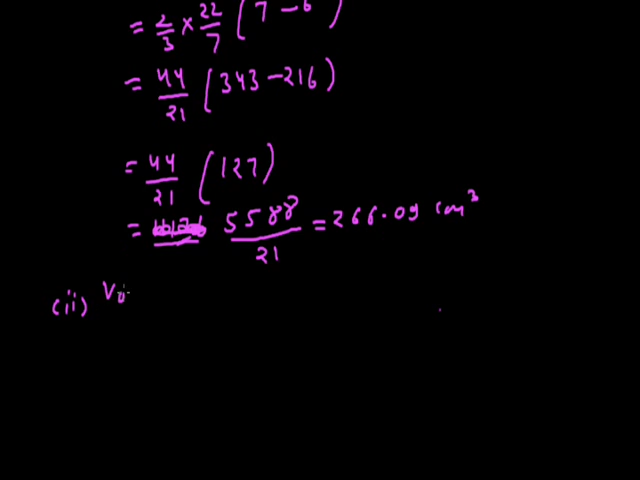 = 2/3 × 22/7 (7 - 6)
= 44/21 (343 - 216)
= 44/21 (127)
= 5588/21 = 266.09 cm³
(ii) Vo